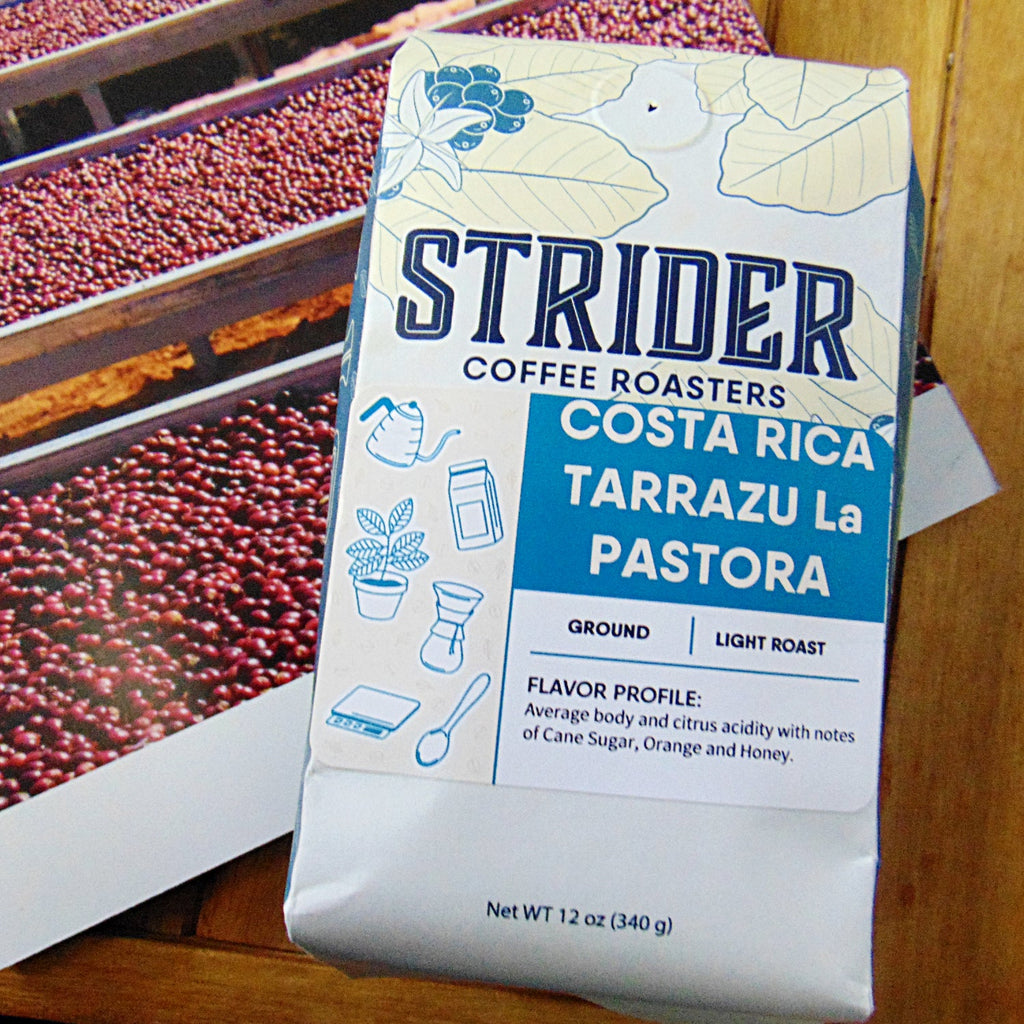 STRIDER
COFFEE ROASTERS
COSTA RICA
TARRAZU La
PASTORA
GROUND
LIGHT ROAST
FLAVOR PROFILE:
Average body and citrus acidity with notes
of Cane Sugar, Orange and Honey.
Net WT 12 oz (340 g)